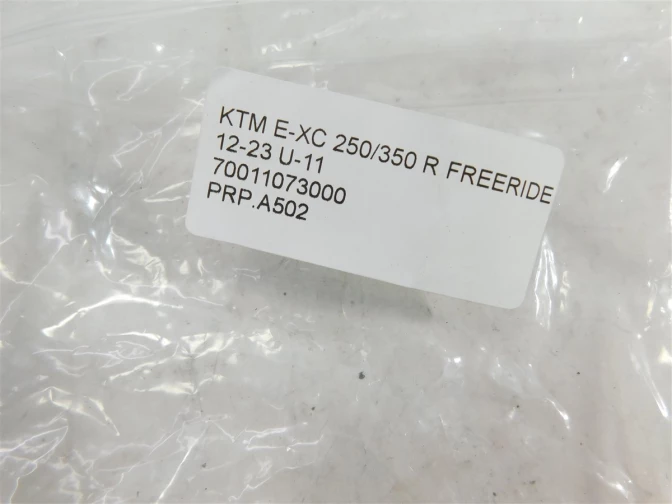 KTM E-XC 250/350 R FREERIDE
12-23 U-11
70011073000
PRP.A502